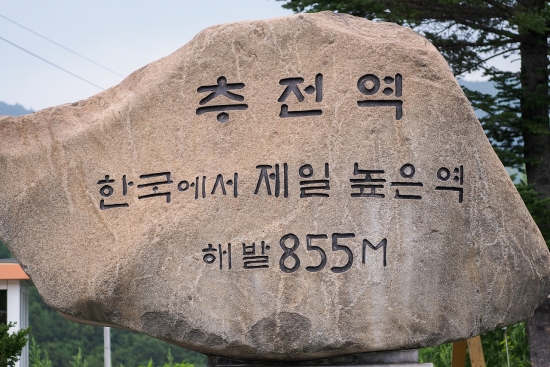 추전역
한국에서 제일 높은역
해발 855M